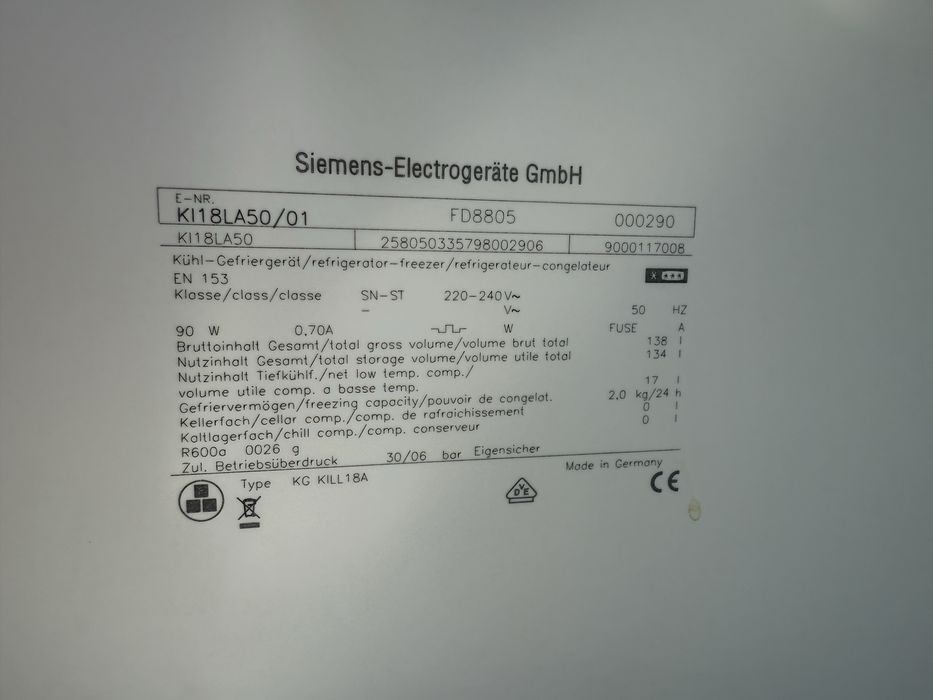 Siemens-Electrogeräte GmbH
E-NR.
KI18LA50/01 FD8805 000290
KI18LA50 258050335798002906 9000117008
Kühl-Gefriergerät/refrigerator-freezer/refrigerateur-congelateur
EN 153
Klasse/class/classe SN-ST 220-240V~
- V~ 50 HZ
90 W 0.70A W FUSE A
Bruttoinhalt Gesamt/total gross volume/volume brut total 138 l
Nutzinhalt Gesamt/total storage volume/volume utile total 134 l
Nutzinhalt Tiefkühlf./net low temp. comp./
volume utile comp. a basse temp. 17 l
Gefriervermögen/freezing capacity/pouvoir de congelat. 2.0 kg/24 h
Kellerfach/cellar comp./comp. de rafraichissement 0 l
Kaltlagerfach/chill comp./comp. conserveur 0 l
R600a 0026 g
Zul. Betriebsüberdruck 30/06 bar Eigensicher
Made in Germany
Type KG KILL18A
VDE
CE